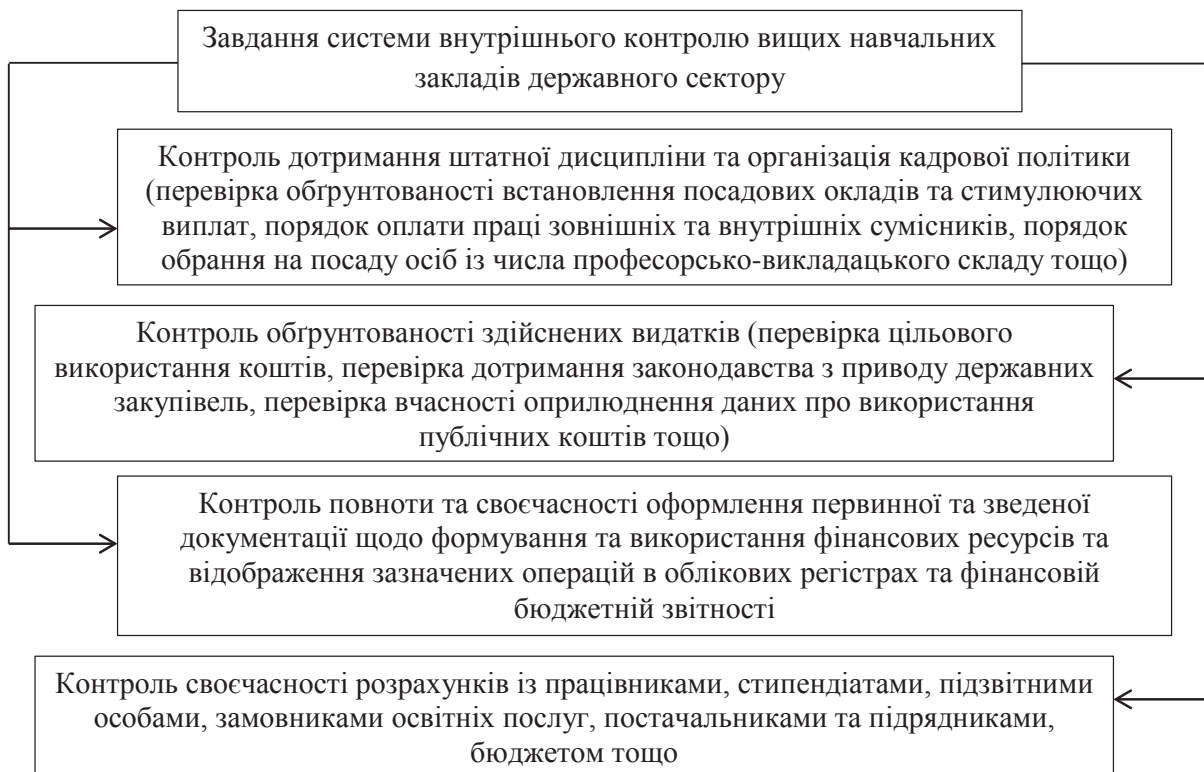 Завдання системи внутрішнього контролю вищих навчальних
закладів державного сектору
Контроль дотримання штатної дисципліни та організація кадрової політики
(перевірка обґрунтованості встановлення посадових окладів та стимулюючих
виплат, порядок оплати праці зовнішніх та внутрішніх сумісників, порядок
обрання на посаду осіб із числа професорсько-викладацького складу тощо)
Контроль обґрунтованості здійснених видатків (перевірка цільового
використання коштів, перевірка дотримання законодавства з приводу державних
закупівель, перевірка вчасності оприлюднення даних про використання
публічних коштів тощо)
Контроль повноти та своєчасності оформлення первинної та зведеної
документації щодо формування та використання фінансових ресурсів та
відображення зазначених операцій в облікових регістрах та фінансовій
бюджетній звітності
Контроль своєчасності розрахунків із працівниками, стипендіатами, підзвітними
особами, замовниками освітніх послуг, постачальниками та підрядниками,
бюджетом тощо